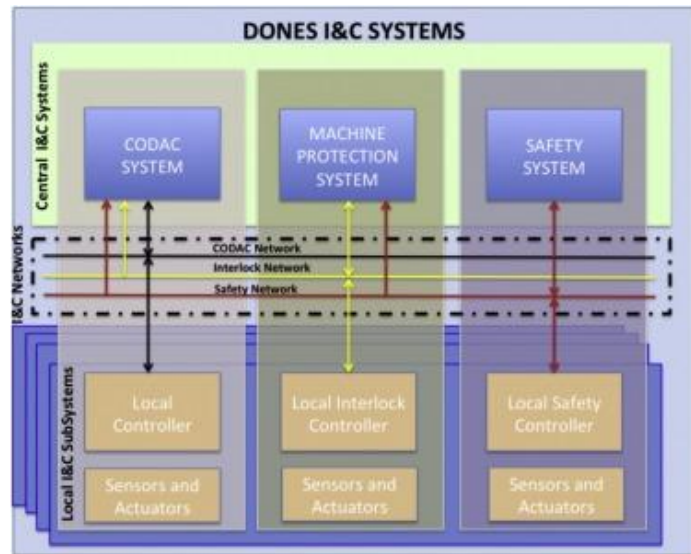 DONES I&C SYSTEMS
Central I&C Systems
CODAC
SYSTEM
MACHINE
PROTECTION
SYSTEM
SAFETY
SYSTEM
I&C Networks
CODAC Network
Interlock Network
Safety Network
Local I&C SubSystems
Local
Controller
Local Interlock
Controller
Local Safety
Controller
Sensors and
Actuators
Sensors and
Actuators
Sensors and
Actuators